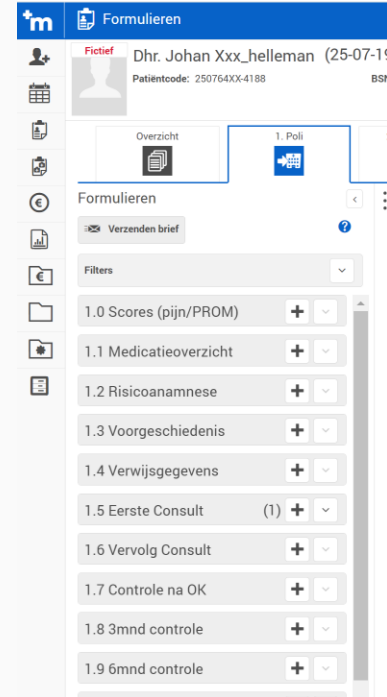 +m Formulieren
Fictief Dhr. Johan Xxx_helleman (25-07-19
Patiëntcode: 250764XX-4188 BSN
Overzicht 1. Poli
Formulieren
Verzenden brief
Filters
1.0 Scores (pijn/PROM)
1.1 Medicatieoverzicht
1.2 Risicoanamnese
1.3 Voorgeschiedenis
1.4 Verwijsgegevens
1.5 Eerste Consult (1)
1.6 Vervolg Consult
1.7 Controle na OK
1.8 3mnd controle
1.9 6mnd controle